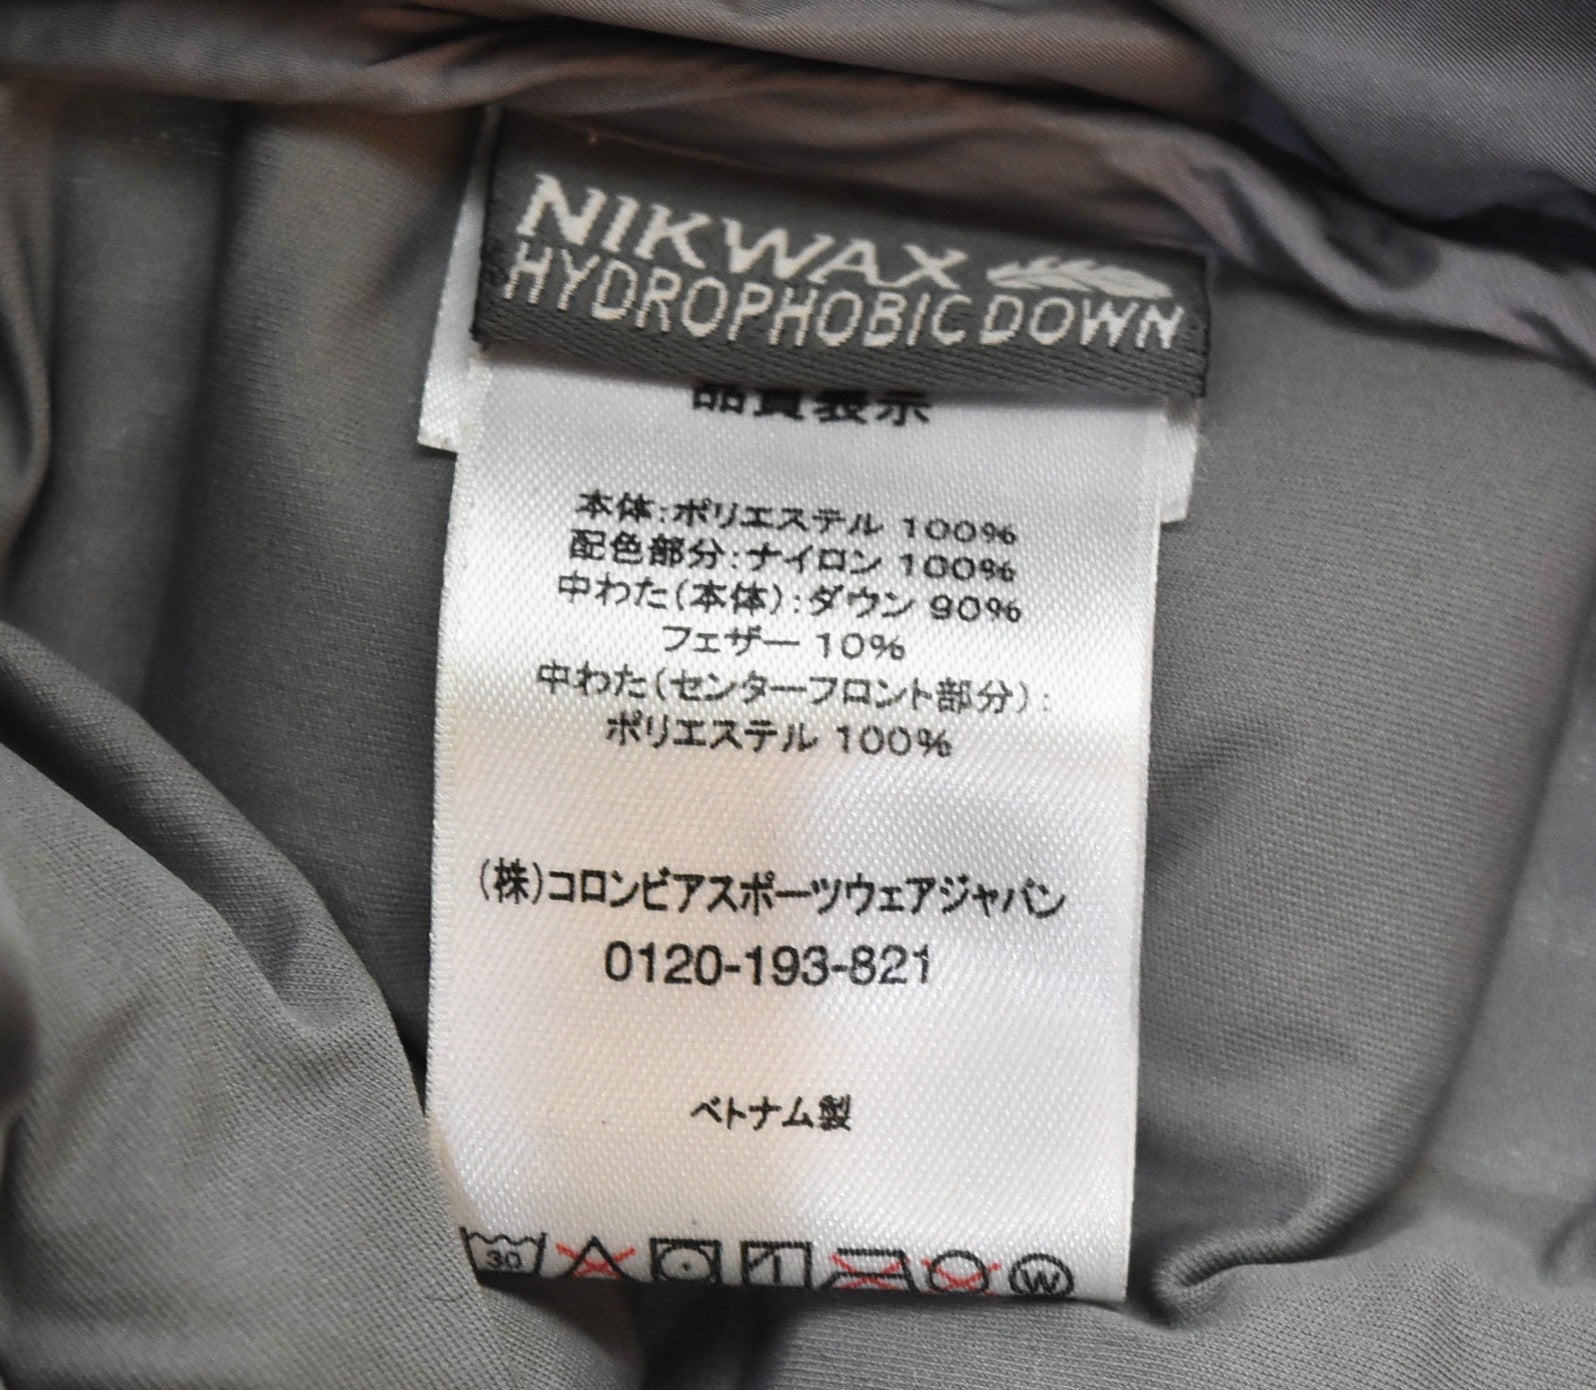 NIKWAX
HYDROPHOBIC DOWN
品質表示
本体:ポリエステル 100%
配色部分:ナイロン 100%
中わた(本体):ダウン 90%
フェザー 10%
中わた(センターフロント部分):
ポリエステル 100%
(株)コロンビアスポーツウェアジャパン
0120-193-821
ベトナム製
30
W